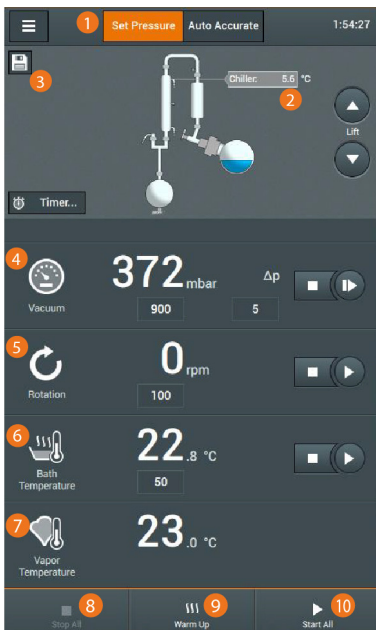 1 Set Pressure Auto Accurate 1:54:27
3
Chiller: 5.6 °C
2
Lift
Timer...
4
372 mbar Δp
Vacuum 900 5
5
0 rpm
Rotation 100
6
22.8 °C
Bath
Temperature
50
7
23.0 °C
Vapor
Temperature
8 9 10
Stop All Warm Up Start All